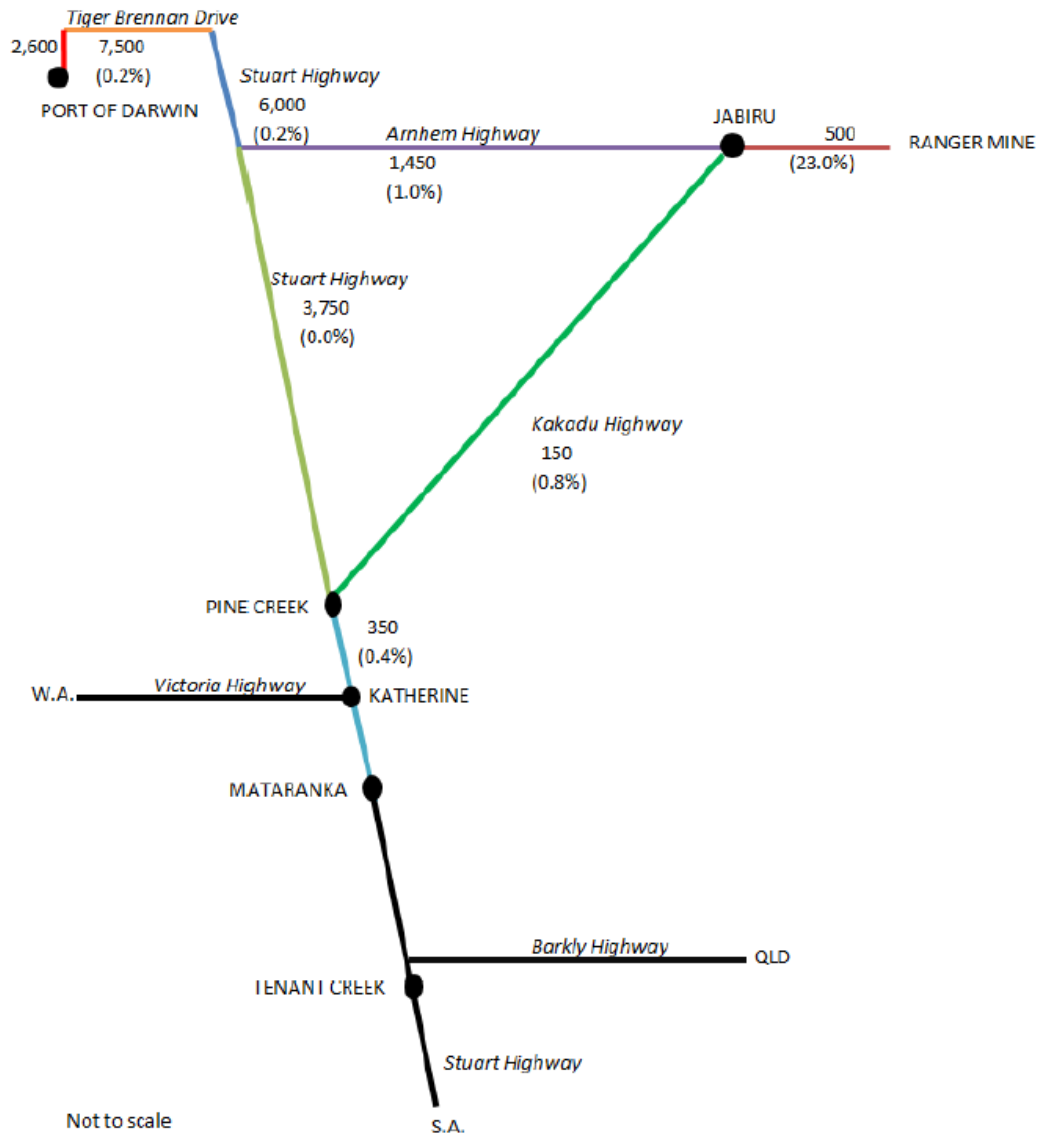 Tiger Brennan Drive
2,600
7,500
(0.2%)
PORT OF DARWIN
Stuart Highway
6,000
(0.2%)
Arnhem Highway
1,450
(1.0%)
JABIRU
500
(23.0%)
RANGER MINE
Stuart Highway
3,750
(0.0%)
Kakadu Highway
150
(0.8%)
PINE CREEK
350
(0.4%)
W.A.
Victoria Highway
KATHERINE
MATARANKA
Barkly Highway
QLD
TENANT CREEK
Stuart Highway
Not to scale
S.A.